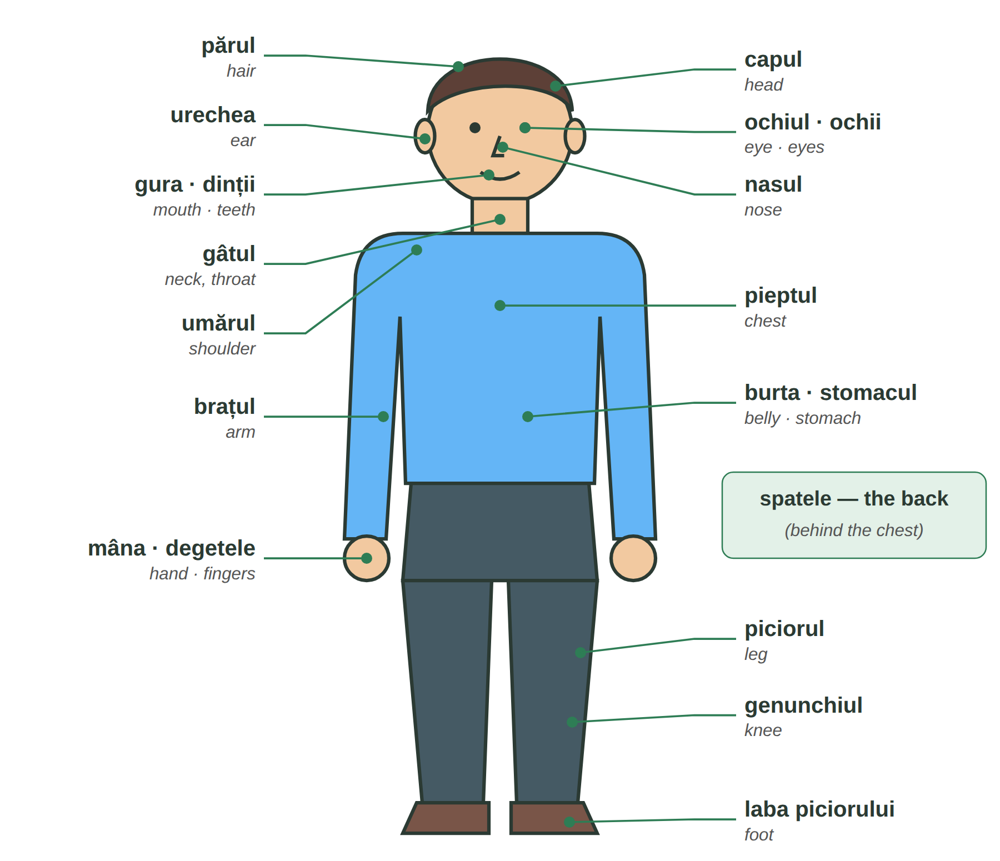 părul
hair
urechea
ear
gura · dinții
mouth · teeth
gâtul
neck, throat
umărul
shoulder
brațul
arm
mâna · degetele
hand · fingers
capul
head
ochiul · ochii
eye · eyes
nasul
nose
pieptul
chest
burta · stomacul
belly · stomach
spatele — the back
(behind the chest)
piciorul
leg
genunchiul
knee
laba piciorului
foot